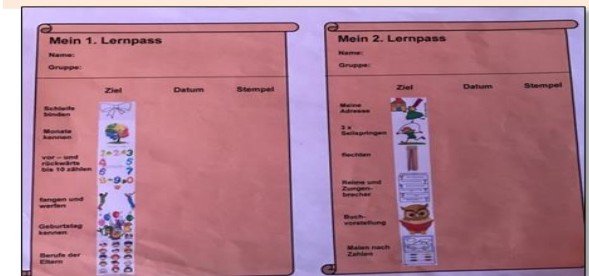 Mein 1. Lernpass
Name:
Gruppe:
Ziel Datum Stempel
Schleife
binden
Monate
kennen
vor – und
rückwärts
bis 10 zählen
fangen und
werfen
Geburtstag
kennen
Berufe der
Eltern
Mein 2. Lernpass
Name:
Gruppe:
Ziel Datum Stempel
Meine
Adresse
3 x
Seilspringen
flechten
Reime und
Zungen-
brecher
Buch-
vorstellung
Malen nach
Zahlen